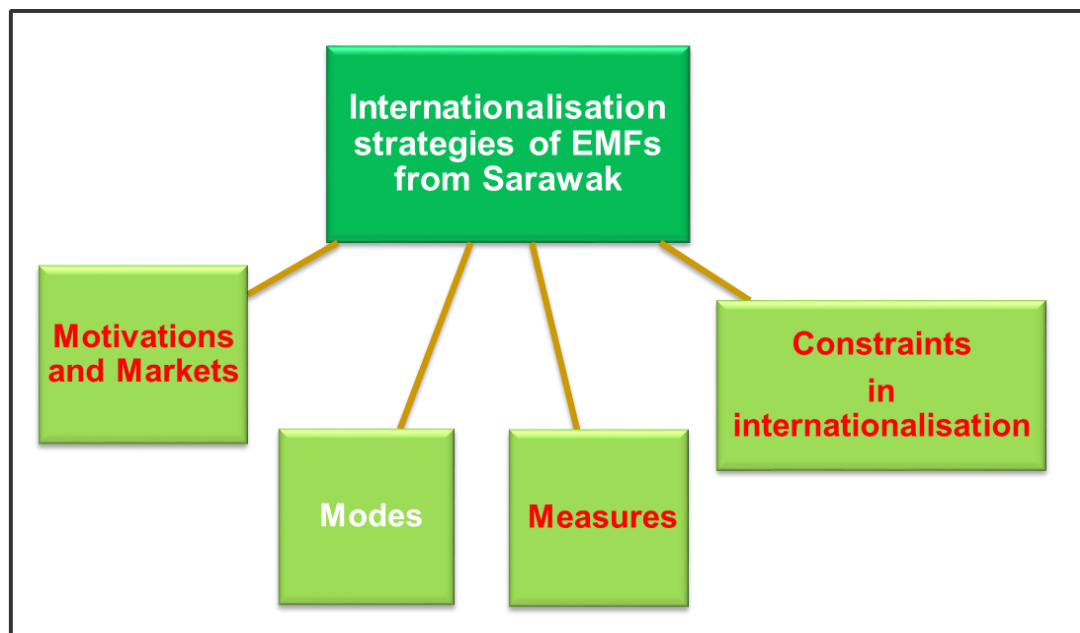 Internationalisation
strategies of EMFs
from Sarawak
Motivations
and Markets
Modes
Measures
Constraints
in
internationalisation